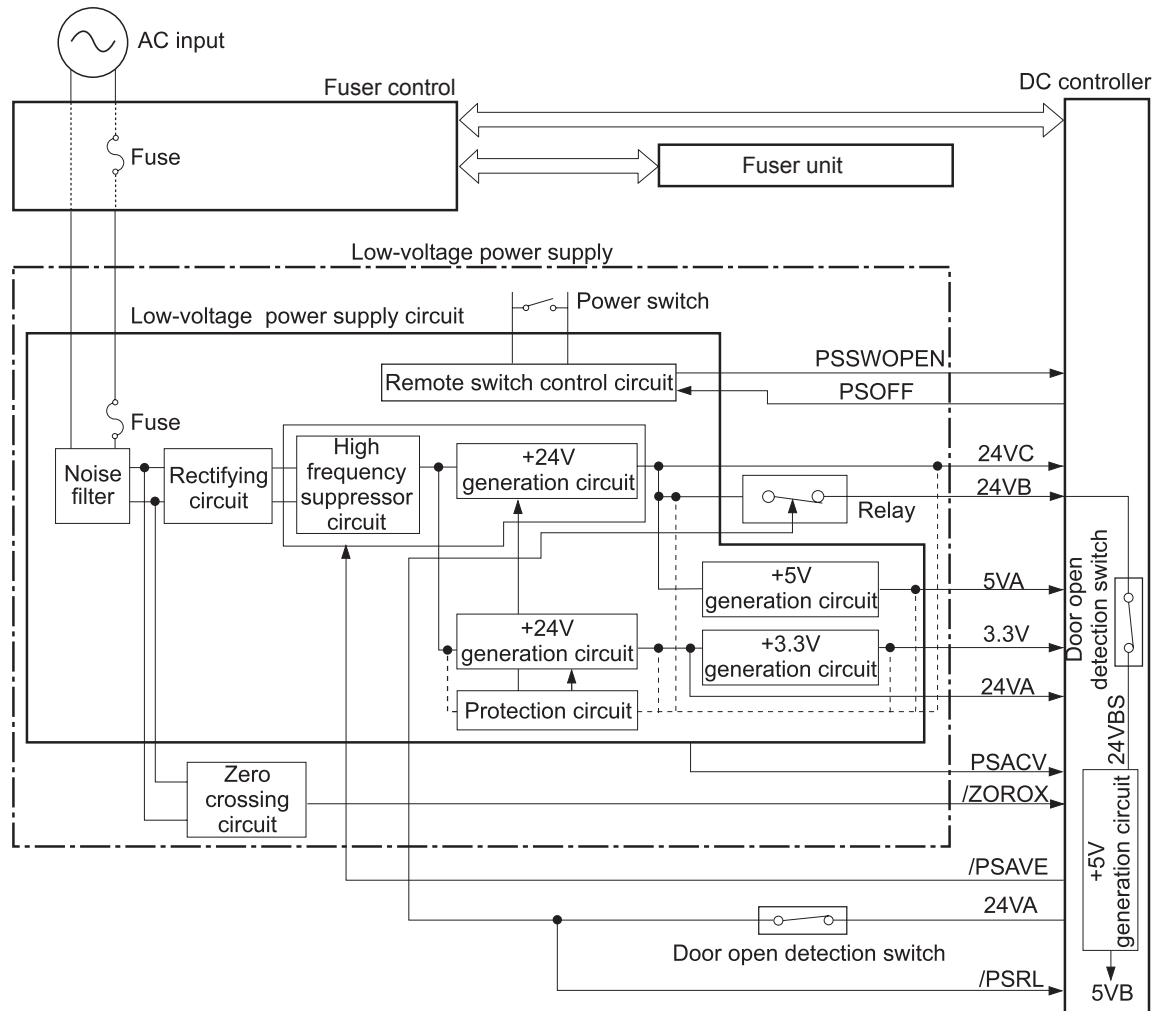 AC input
Fuser control
DC controller
Fuse
Fuser unit
Low-voltage power supply
Power switch
Low-voltage power supply circuit
PSSWOPEN
Remote switch control circuit
PSOFF
Fuse
Noise
filter
Rectifying
circuit
High
frequency
suppressor
circuit
+24V
generation circuit
24VC
24VB
Relay
+5V
generation circuit
5VA
Door open
detection switch
+24V
generation circuit
+3.3V
generation circuit
3.3V
24VA
Protection circuit
24VBS
PSACV
Zero
crossing
circuit
/ZOROX
+5V
generation circuit
/PSAVE
24VA
Door open detection switch
/PSRL
5VB